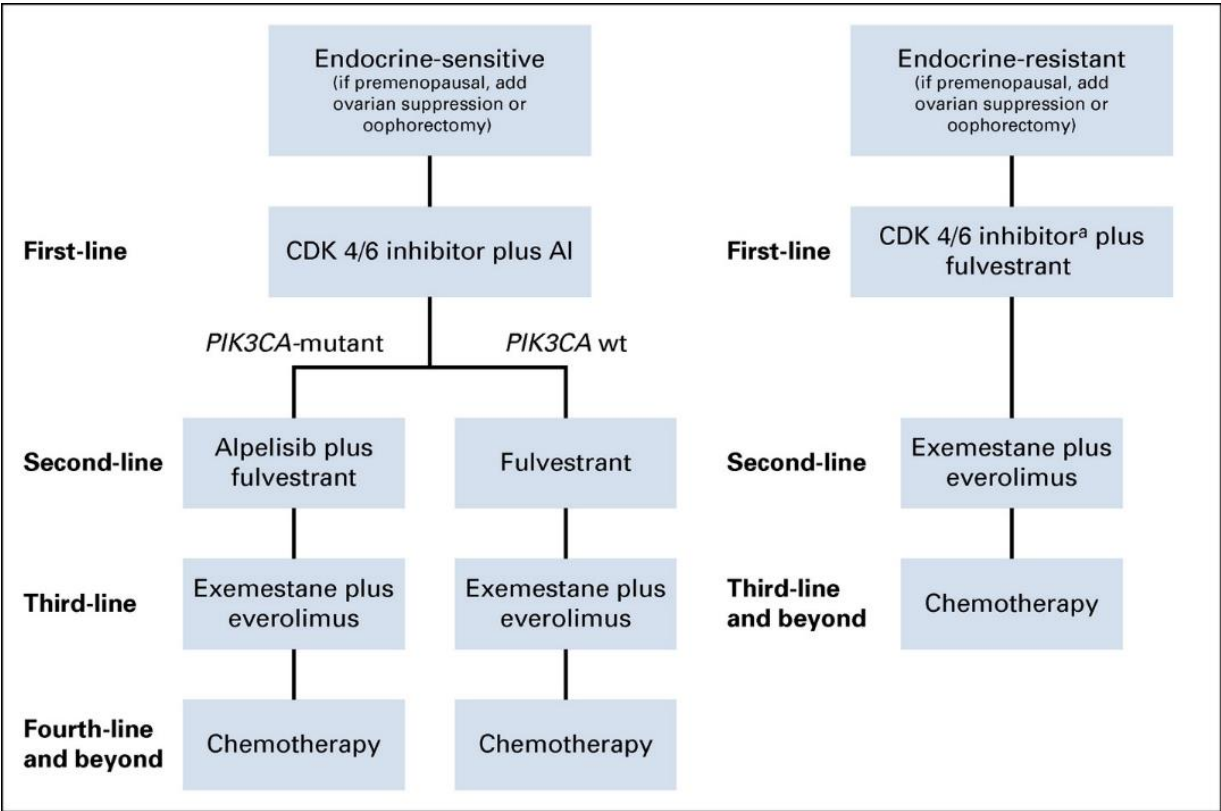 Endocrine-sensitive
(if premenopausal, add
ovarian suppression or
oophorectomy)
First-line
CDK 4/6 inhibitor plus AI
PIK3CA-mutant
PIK3CA wt
Second-line
Alpelisib plus
fulvestrant
Fulvestrant
Third-line
Exemestane plus
everolimus
Exemestane plus
everolimus
Fourth-line
and beyond
Chemotherapy
Chemotherapy
Endocrine-resistant
(if premenopausal, add
ovarian suppression or
oophorectomy)
First-line
CDK 4/6 inhibitorᵃ plus
fulvestrant
Second-line
Exemestane plus
everolimus
Third-line
and beyond
Chemotherapy